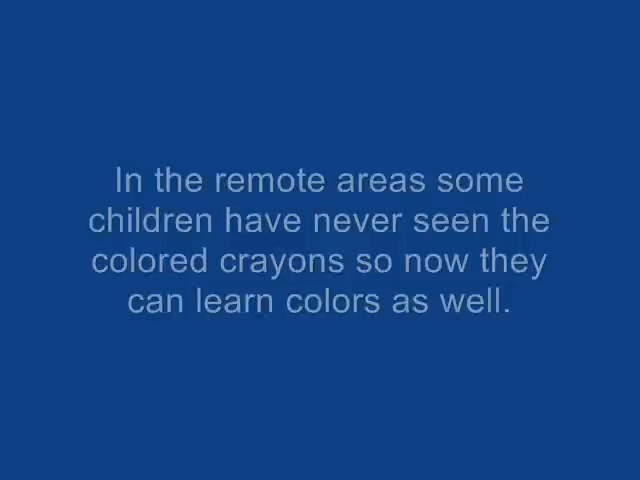 In the remote areas some
children have never seen the
colored crayons so now they
can learn colors as well.